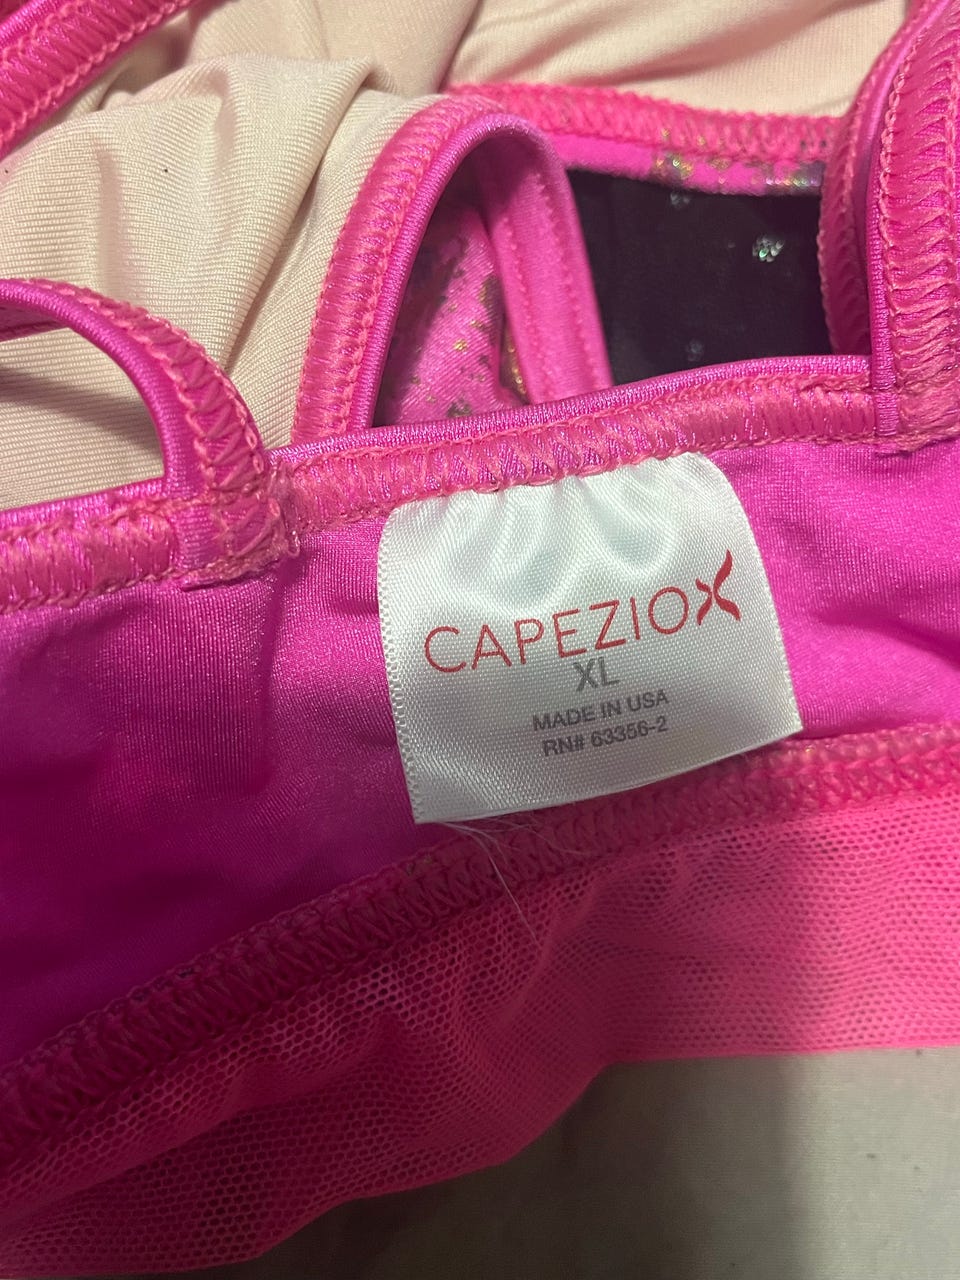 CAPEZIO
XL
MADE IN USA
RN# 63356-2